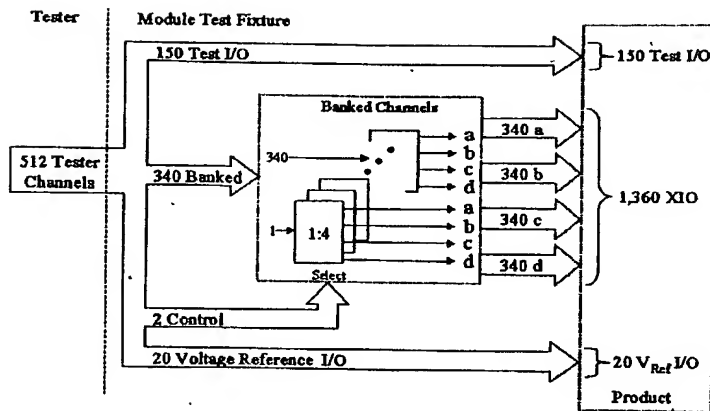 Tester
Module Test Fixture
150 Test I/O
150 Test I/O
Banked Channels
a
340
b
c
d
340 a
340 b
340 c
340 d
512 Tester
Channels
340 Banked
1,360 XIO
1
1:4
a
b
c
d
Select
2 Control
20 Voltage Reference I/O
20 VRef I/O
Product